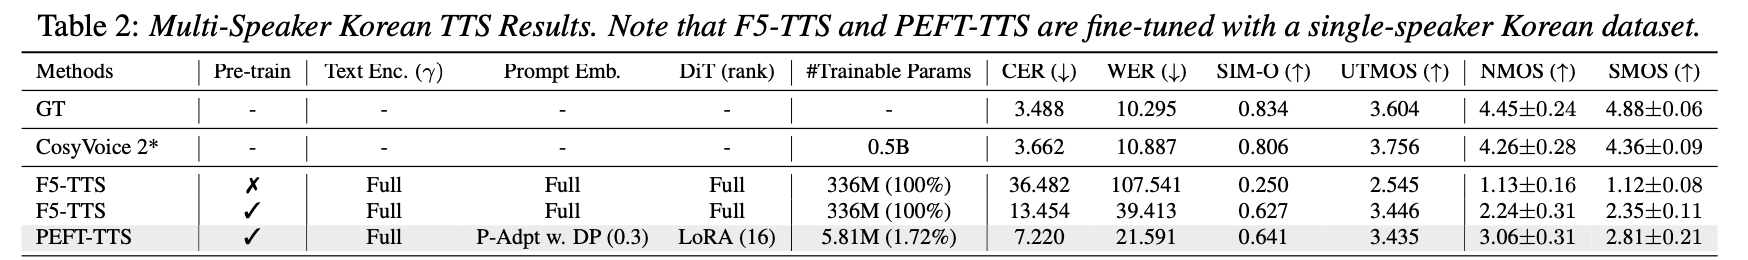 Table 2: Multi-Speaker Korean TTS Results. Note that F5-TTS and PEFT-TTS are fine-tuned with a single-speaker Korean dataset.
Methods Pre-train Text Enc. (γ) Prompt Emb. DiT (rank) #Trainable Params CER (↓) WER (↓) SIM-O (↑) UTMOS (↑) NMOS (↑) SMOS (↑)
GT - - - - - 3.488 10.295 0.834 3.604 4.45±0.24 4.88±0.06
CosyVoice 2* - - - - 0.5B 3.662 10.887 0.806 3.756 4.26±0.28 4.36±0.09
F5-TTS ✗ Full Full Full 336M (100%) 36.482 107.541 0.250 2.545 1.13±0.16 1.12±0.08
F5-TTS ✓ Full Full Full 336M (100%) 13.454 39.413 0.627 3.446 2.24±0.31 2.35±0.11
PEFT-TTS ✓ Full P-Adpt w. DP (0.3) LoRA (16) 5.81M (1.72%) 7.220 21.591 0.641 3.435 3.06±0.31 2.81±0.21